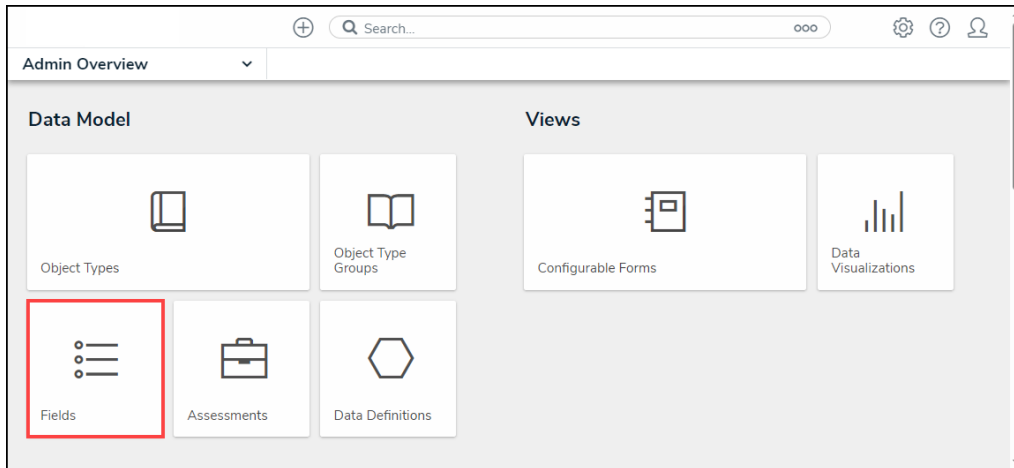 Search...
Admin Overview
Data Model
Views
Object Types
Object Type
Groups
Configurable Forms
Data
Visualizations
Fields
Assessments
Data Definitions